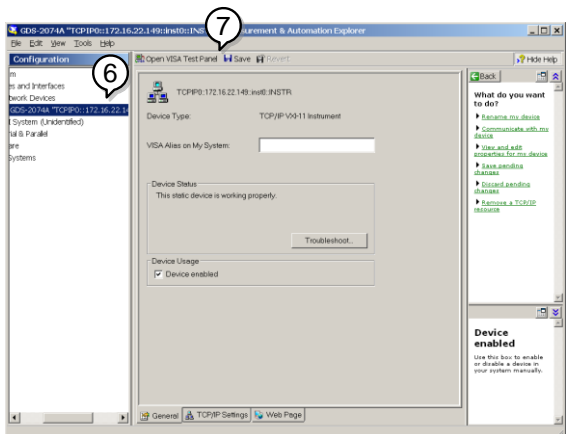 GDS-2074A "TCPIP0::172.16.22.149::inst0::INS urement & Automation Explorer
7
File Edit View Tools Help
Configuration
Open VISA Test Panel Save Revert
Hide Help
6
m
es and Interfaces
twork Devices
GDS-2074A "TCPIP0::172.16.22.14
l System (Unidentified)
rial & Parallel
are
Systems
TCPIP0::172.16.22.149::inst0::INSTR
Device Type: TCP/IP VXI-11 Instrument
VISA Alias on My System:
Device Status
This static device is working properly.
Troubleshoot..
Device Usage
Device enabled
General TCP/IP Settings Web Page
Back
What do you want
to do?
Rename my device
Communicate with my
device
View and edit
properties for my device
Save pending
changes
Discard pending
changes
Remove a TCP/IP
resource
Device
enabled
Use this box to enable
or disable a device in
your system manually.